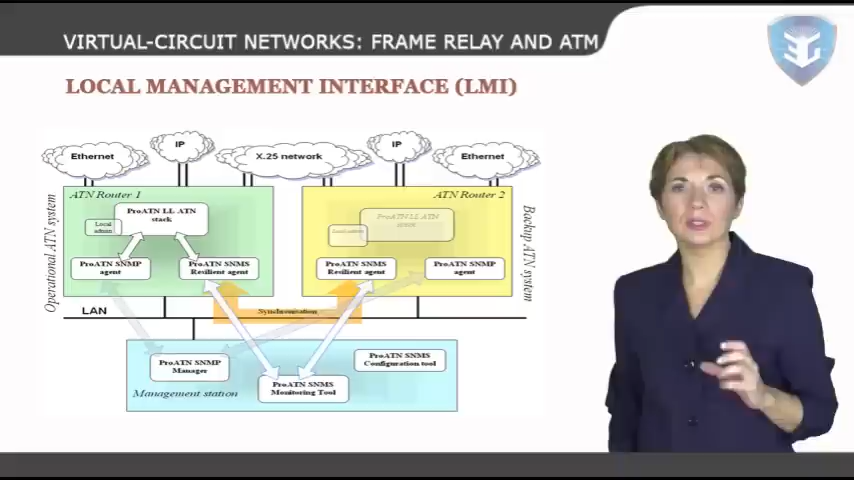 VIRTUAL-CIRCUIT NETWORKS: FRAME RELAY AND ATM
LOCAL MANAGEMENT INTERFACE (LMI)
Ethernet
IP
X.25 network
IP
Ethernet
Operational ATN system
ATN Router 1
ProATN LL ATN
stack
Local
admin
ProATN SNMP
agent
ProATN SNMS
Resilient agent
ATN Router 2
ProATN LL ATN
stack
Local admin
ProATN SNMS
Resilient agent
ProATN SNMP
agent
Backup ATN system
LAN
Synchronisation
ProATN SNMP
Manager
ProATN SNMS
Monitoring Tool
ProATN SNMS
Configuration tool
Management station